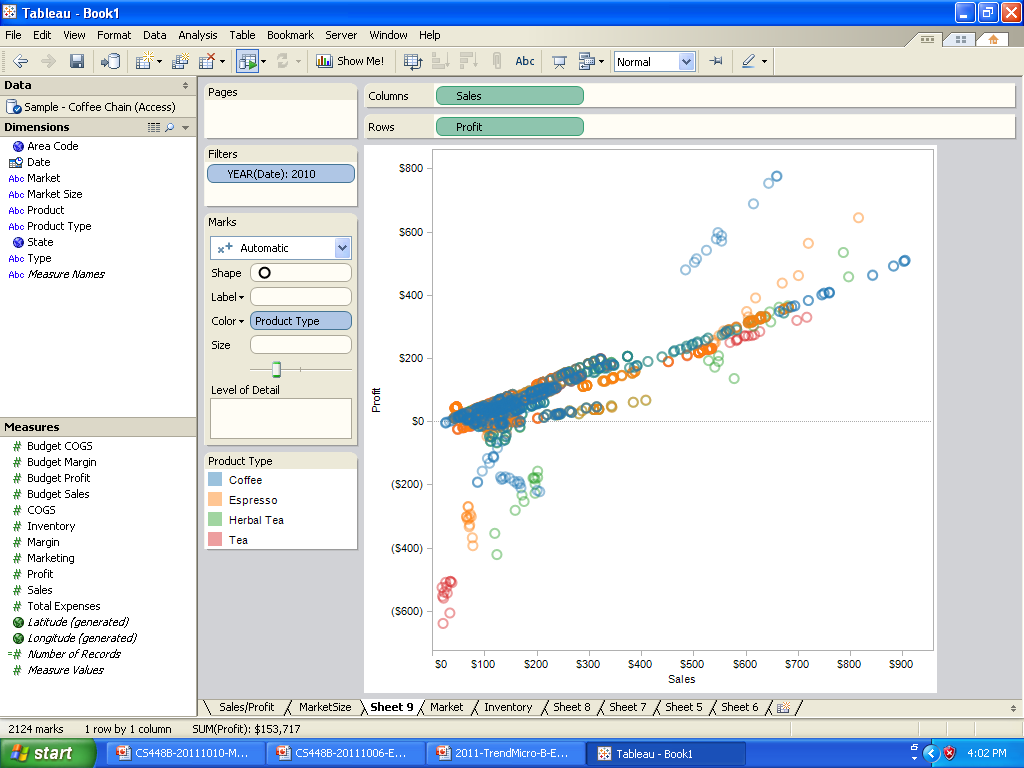 Tableau - Book1
File Edit View Format Data Analysis Table Bookmark Server Window Help
Show Me!
Abc
Normal
Data
Sample - Coffee Chain (Access)
Dimensions
Area Code
Date
Abc Market
Abc Market Size
Abc Product
Abc Product Type
State
Abc Type
Abc Measure Names
Measures
# Budget COGS
# Budget Margin
# Budget Profit
# Budget Sales
# COGS
# Inventory
# Margin
# Marketing
# Profit
# Sales
# Total Expenses
Latitude (generated)
Longitude (generated)
=# Number of Records
# Measure Values
Pages
Filters
YEAR(Date): 2010
Marks
Automatic
Shape
Label
Color Product Type
Size
Level of Detail
Product Type
Coffee
Espresso
Herbal Tea
Tea
Columns Sales
Rows Profit
$800
$600
$400
$200
$0
($200)
($400)
($600)
Profit
$0 $100 $200 $300 $400 $500 $600 $700 $800 $900
Sales
Sales/Profit MarketSize Sheet 9 Market Inventory Sheet 8 Sheet 7 Sheet 5 Sheet 6
2124 marks 1 row by 1 column SUM(Profit): $153,717
start CS448B-20111010-M... CS448B-20111006-E... 2011-TrendMicro-B-E... Tableau - Book1 4:02 PM